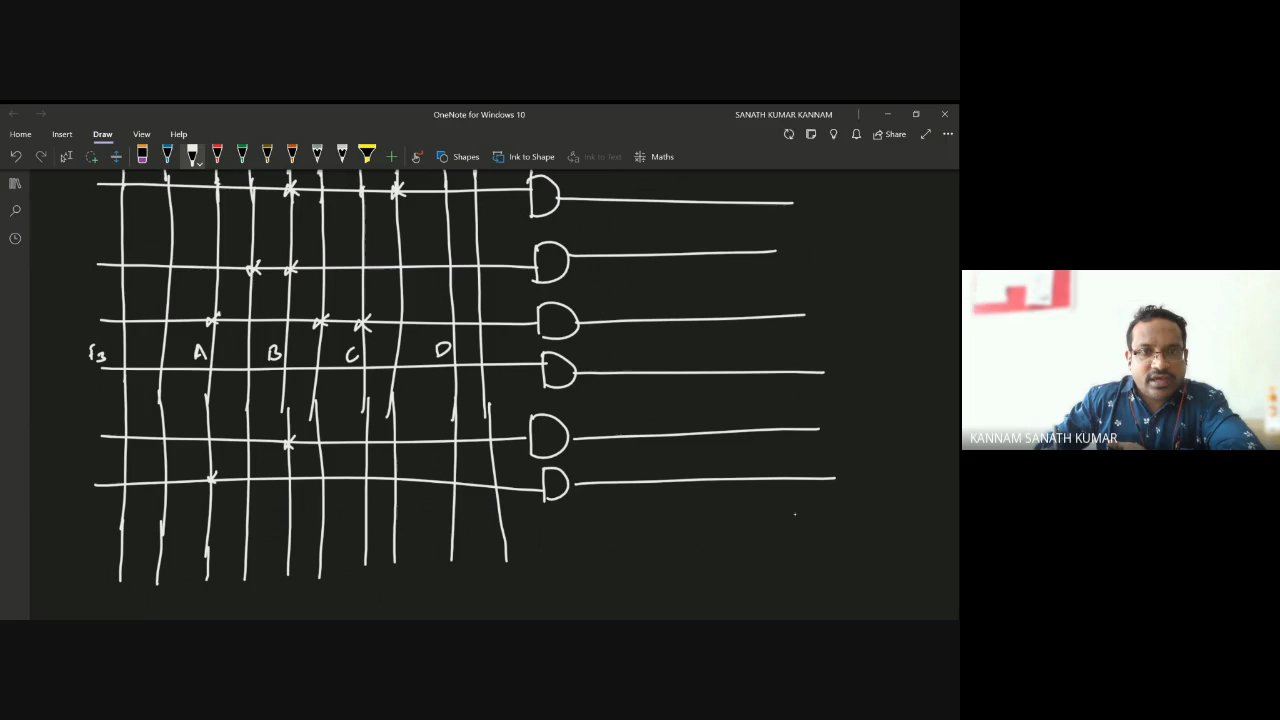 OneNote for Windows 10
SANATH KUMAR KANNAM
Home Insert Draw View Help
Share
Shapes Ink to Shape Ink to Text Maths
A B C D
KANNAM SANATH KUMAR